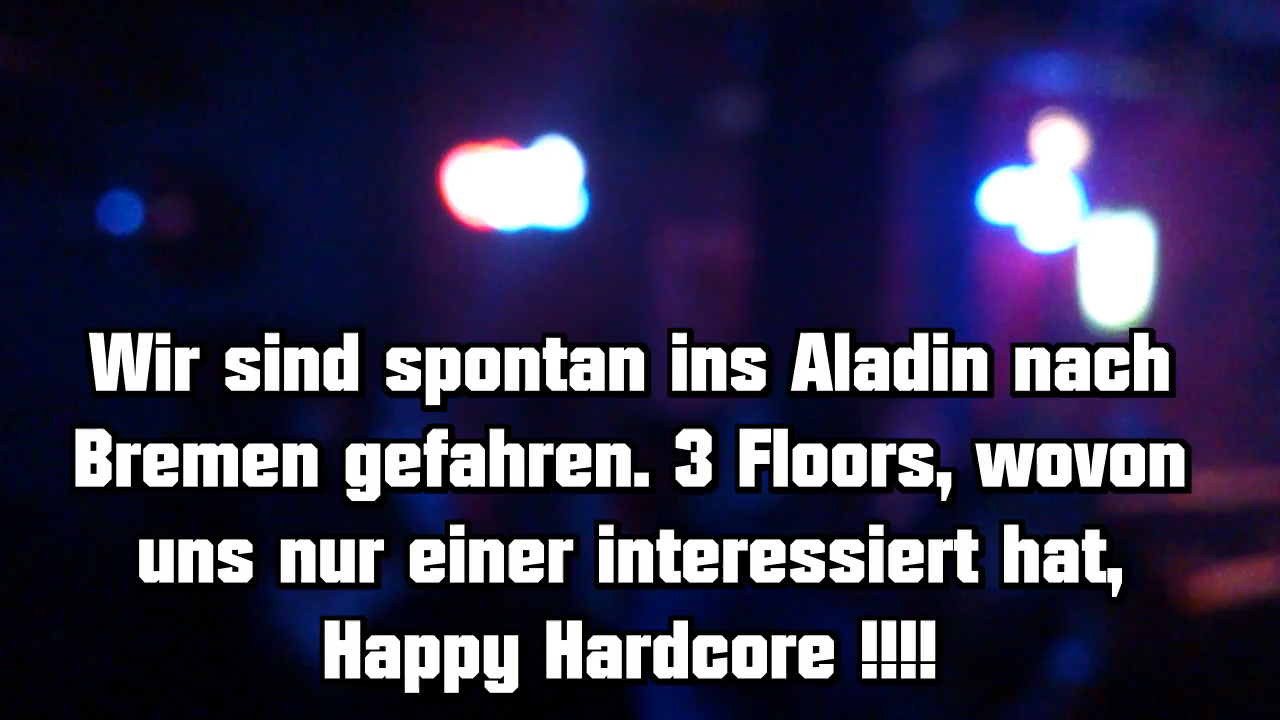 Wir sind spontan ins Aladin nach
Bremen gefahren. 3 Floors, wovon
uns nur einer interessiert hat,
Happy Hardcore !!!!